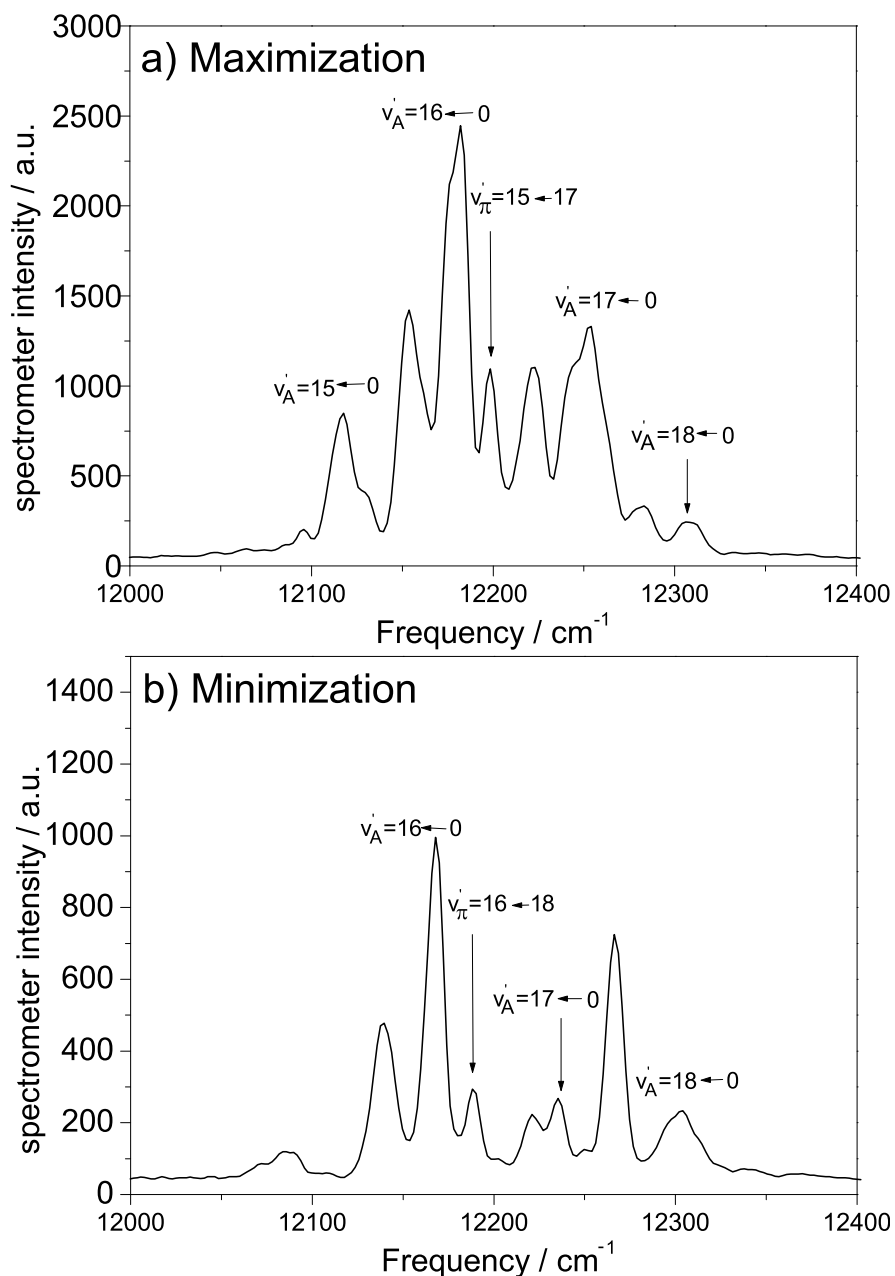 a) Maximization
3000
2500
2000
1500
1000
500
0
spectrometer intensity / a.u.
v'A=16←0
v'π=15←17
v'A=17←0
v'A=15←0
v'A=18←0
12000 12100 12200 12300 12400
Frequency / cm-1
b) Minimization
1400
1200
1000
800
600
400
200
0
spectrometer intensity / a.u.
v'A=16←0
v'π=16←18
v'A=17←0
v'A=18←0
12000 12100 12200 12300 12400
Frequency / cm-1